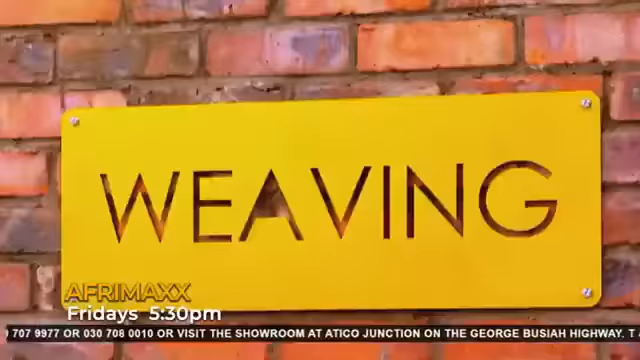 WEAVING
AFRIMAXX
Fridays 5:30pm
707 9977 OR 030 708 0010 OR VISIT THE SHOWROOM AT ATICO JUNCTION ON THE GEORGE BUSIAH HIGHWAY. T